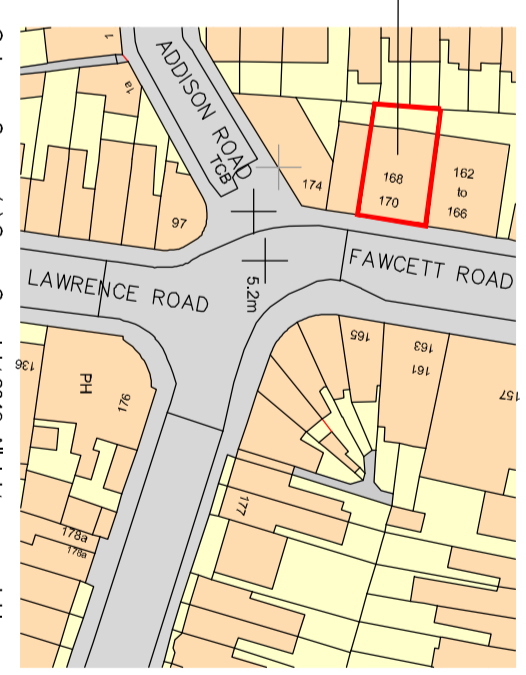 1
1a
ADDISON ROAD
TCB
174
168
170
162
to
166
97
FAWCETT ROAD
5.2m
LAWRENCE ROAD
136
PH
176
165
163
161
157
177
178a
178a